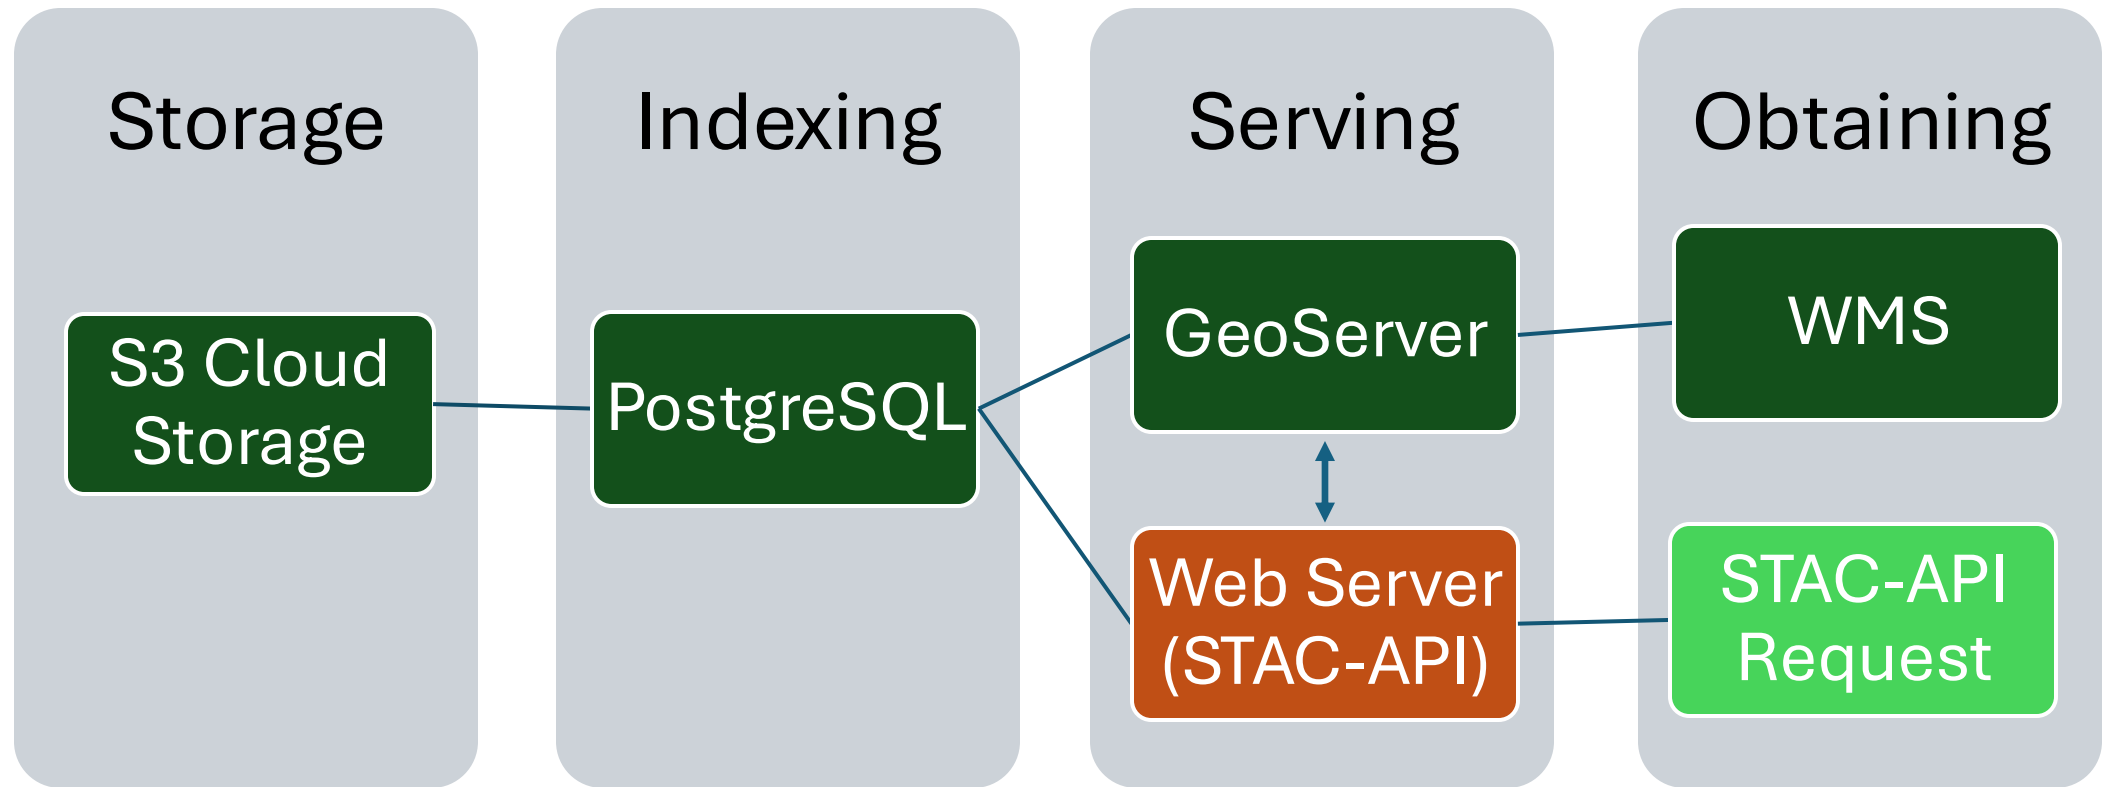 Storage
Indexing
Serving
Obtaining
S3 Cloud
Storage
PostgreSQL
GeoServer
WMS
Web Server
(STAC-API)
STAC-API
Request